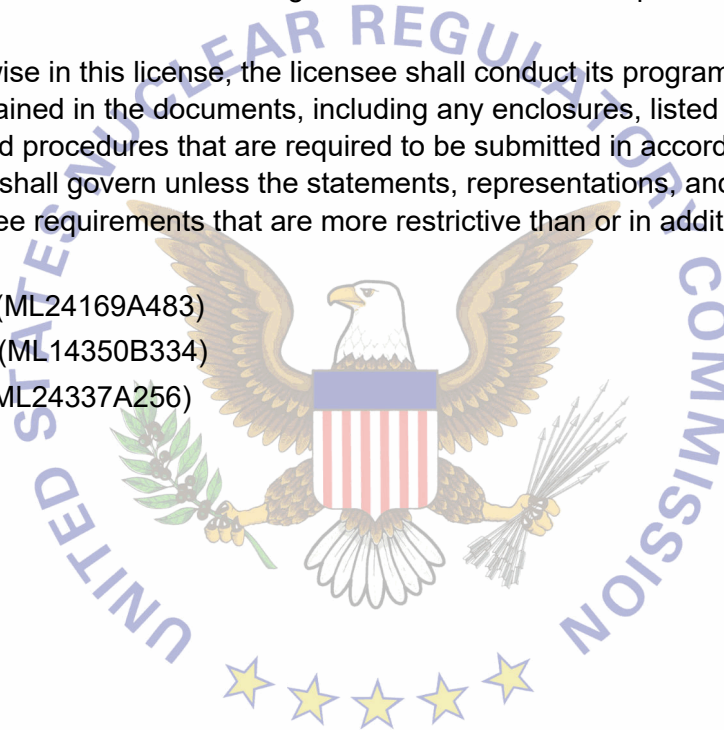 UNITED STATES NUCLEAR REGULATORY COMMISSION
wise in this license, the licensee shall conduct its program
ained in the documents, including any enclosures, listed
d procedures that are required to be submitted in accord
shall govern unless the statements, representations, and
ee requirements that are more restrictive than or in addit
(ML24169A483)
(ML14350B334)
ML24337A256)